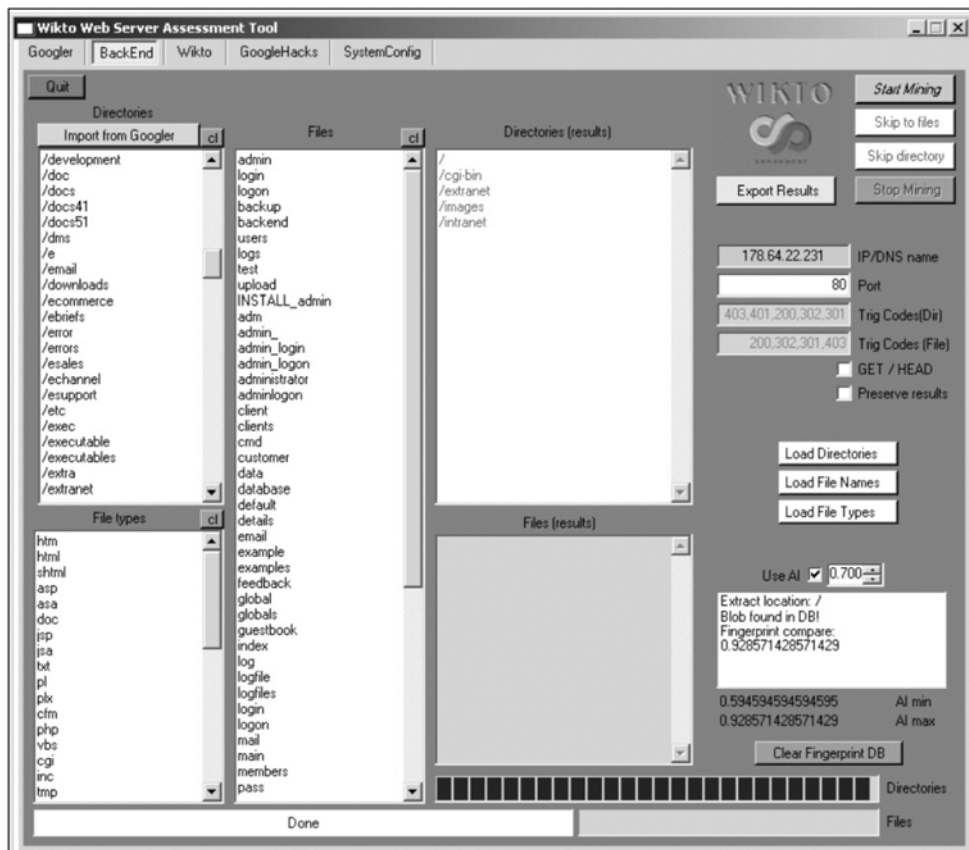 Wikto Web Server Assessment Tool
Googler BackEnd Wikto GoogleHacks SystemConfig
Quit
Directories
Import from Googler
cl
/development
/doc
/docs
/docs41
/docs51
/dms
/e
/email
/downloads
/ecommerce
/ebriefs
/error
/errors
/esales
/echannel
/esupport
/etc
/exec
/executable
/executables
/extra
/extranet
File types
cl
htm
html
shtml
asp
asa
doc
jsp
jsa
txt
pl
plx
cfm
php
vbs
cgi
inc
tmp
Files
cl
admin
login
logon
backup
backend
users
logs
test
upload
INSTALL_admin
adm
admin_
admin_login
admin_logon
administrator
adminlogon
client
clients
cmd
customer
data
database
default
details
email
example
examples
feedback
global
globals
guestbook
index
log
logfile
logfiles
login
logon
mail
main
members
pass
Directories (results)
/
/cgi-bin
/extranet
/images
/intranet
Files (results)
WIKTO
SENSEPOST
Start Mining
Skip to files
Skip directory
Export Results
Stop Mining
178.64.22.231 IP/DNS name
80 Port
403,401,200,302,301 Trig Codes(Dir)
200,302,301,403 Trig Codes (File)
GET / HEAD
Preserve results
Load Directories
Load File Names
Load File Types
Use AI 0.700
Extract location: /
Blob found in DB!
Fingerprint compare:
0.928571428571429
0.594594594594595 AI min
0.928571428571429 AI max
Clear Fingerprint DB
Directories
Done
Files